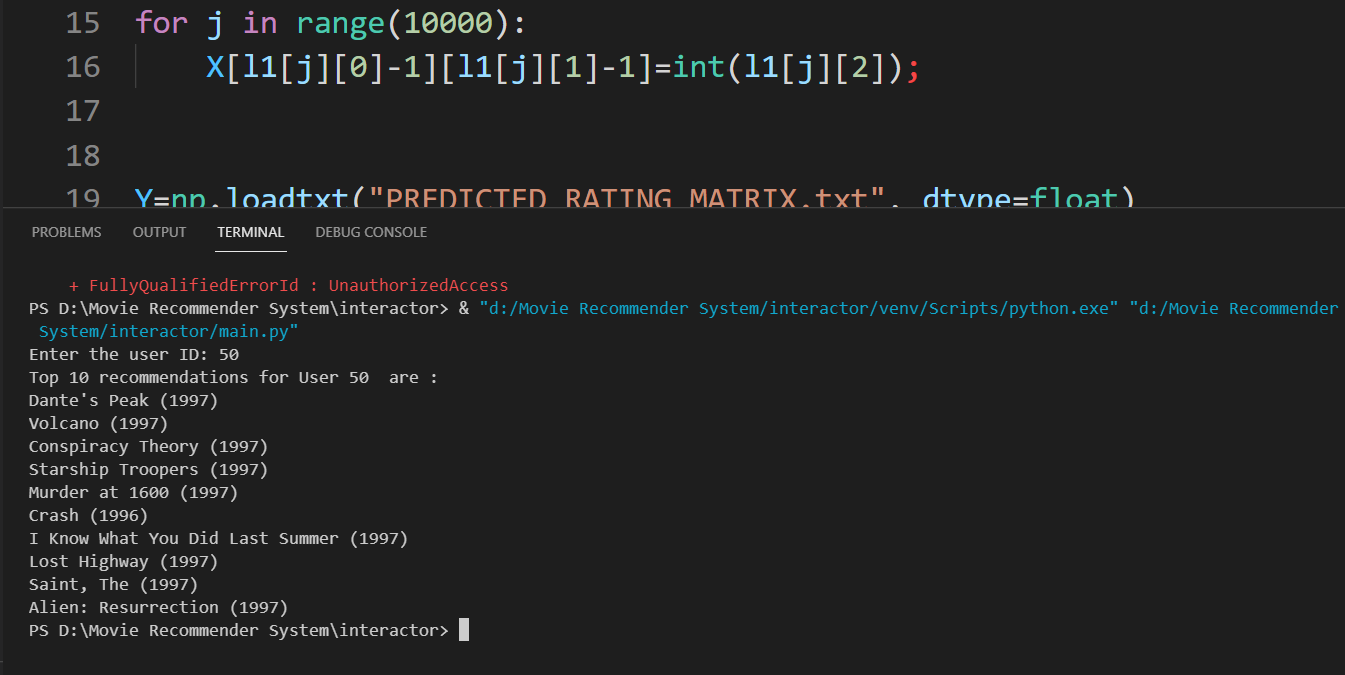 15 for j in range(10000):
16 X[l1[j][0]-1][l1[j][1]-1]=int(l1[j][2]);
17
18
19 Y=np.loadtxt("PREDICTED_RATING_MATRIX.txt", dtype=float)
PROBLEMS OUTPUT TERMINAL DEBUG CONSOLE
+ FullyQualifiedErrorId : UnauthorizedAccess
PS D:\Movie Recommender System\interactor> & "d:/Movie Recommender System/interactor/venv/Scripts/python.exe" "d:/Movie Recommender
System/interactor/main.py"
Enter the user ID: 50
Top 10 recommendations for User 50  are :
Dante's Peak (1997)
Volcano (1997)
Conspiracy Theory (1997)
Starship Troopers (1997)
Murder at 1600 (1997)
Crash (1996)
I Know What You Did Last Summer (1997)
Lost Highway (1997)
Saint, The (1997)
Alien: Resurrection (1997)
PS D:\Movie Recommender System\interactor>